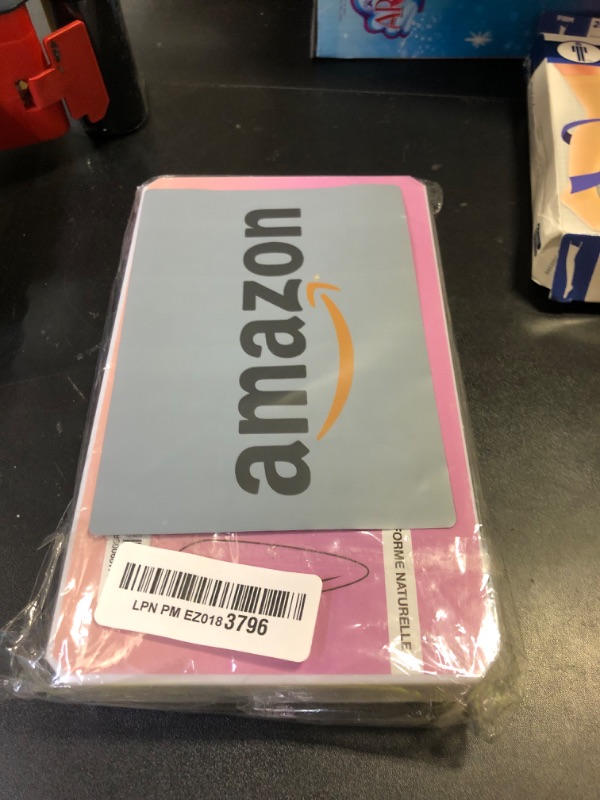 amazon
FORME NATURELLE
LPN PM EZ0183796